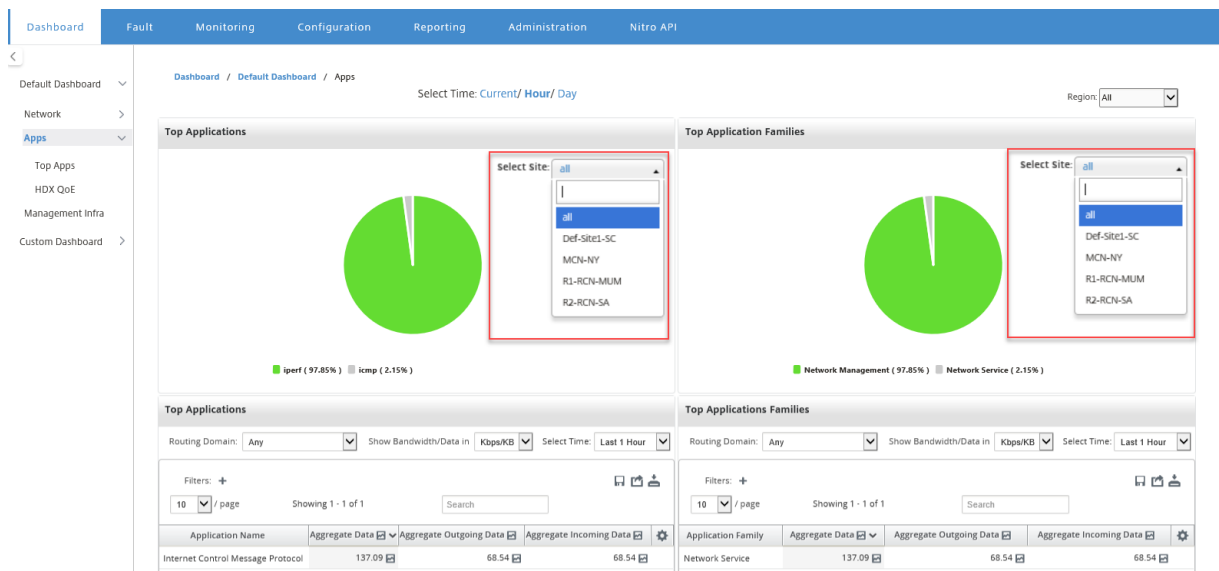 Dashboard Fault Monitoring Configuration Reporting Administration Nitro API
Default Dashboard
Network
Apps
Top Apps
HDX QoE
Management Infra
Custom Dashboard
Dashboard / Default Dashboard / Apps
Select Time: Current/ Hour/ Day
Region: All
Top Applications
Select Site: all
all
Def-Site1-SC
MCN-NY
R1-RCN-MUM
R2-RCN-SA
iperf ( 97.85% ) icmp ( 2.15% )
Top Application Families
Select Site: all
all
Def-Site1-SC
MCN-NY
R1-RCN-MUM
R2-RCN-SA
Network Management ( 97.85% ) Network Service ( 2.15% )
Top Applications
Routing Domain: Any Show Bandwidth/Data in Kbps/KB Select Time: Last 1 Hour
Filters: +
10 / page Showing 1 - 1 of 1 Search
Application Name Aggregate Data Aggregate Outgoing Data Aggregate Incoming Data
Internet Control Message Protocol 137.09 68.54 68.54
Top Applications Families
Routing Domain: Any Show Bandwidth/Data in Kbps/KB Select Time: Last 1 Hour
Filters: +
10 / page Showing 1 - 1 of 1 Search
Application Family Aggregate Data Aggregate Outgoing Data Aggregate Incoming Data
Network Service 137.09 68.54 68.54